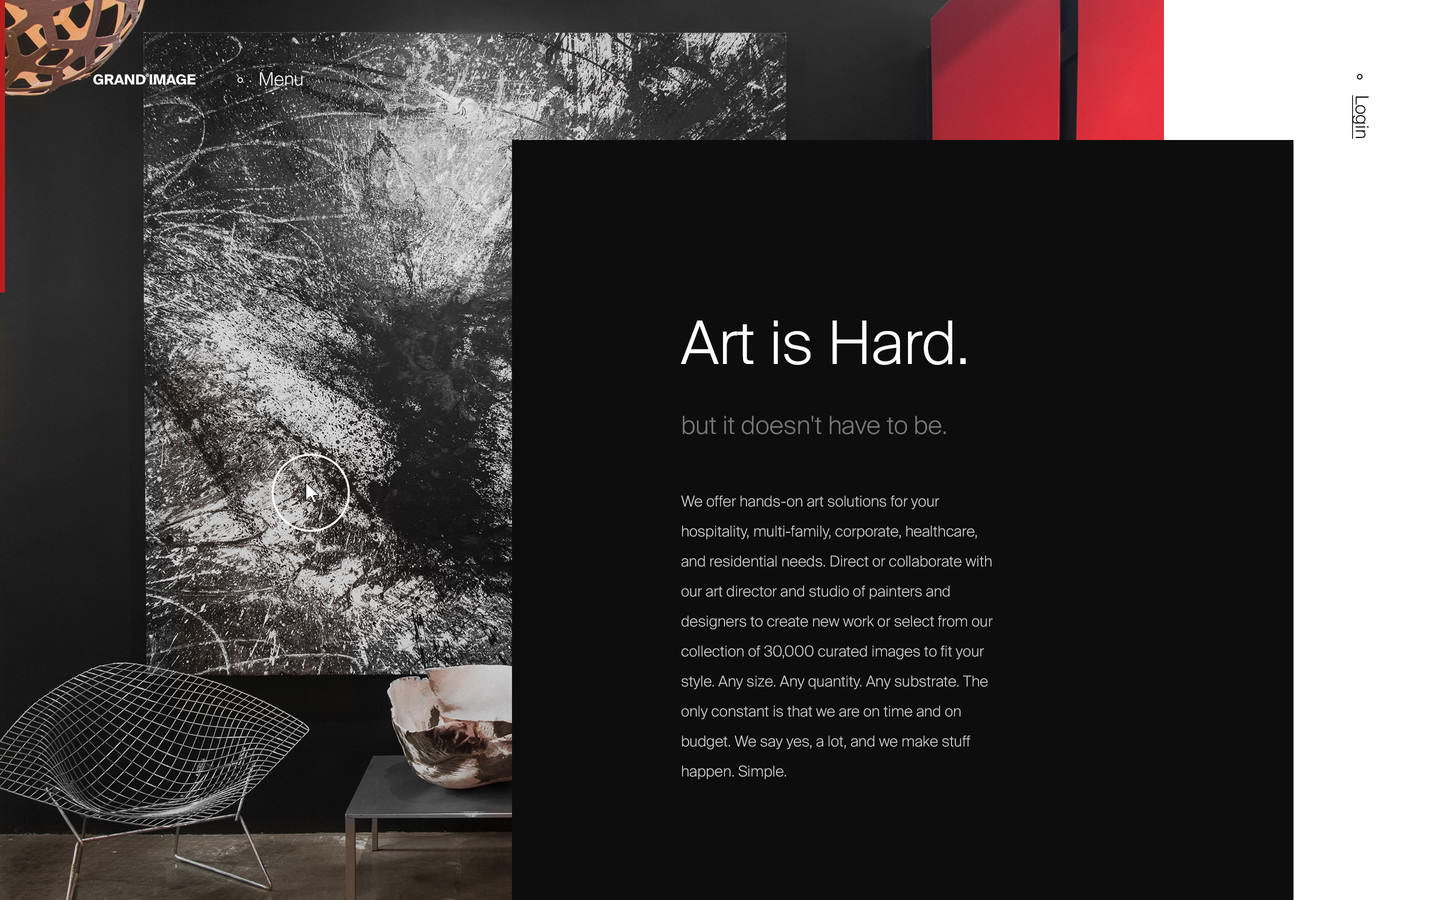 GRAND IMAGE
Menu
Login
Art is Hard.
but it doesn't have to be.
We offer hands-on art solutions for your
hospitality, multi-family, corporate, healthcare,
and residential needs. Direct or collaborate with
our art director and studio of painters and
designers to create new work or select from our
collection of 30,000 curated images to fit your
style. Any size. Any quantity. Any substrate. The
only constant is that we are on time and on
budget. We say yes, a lot, and we make stuff
happen. Simple.